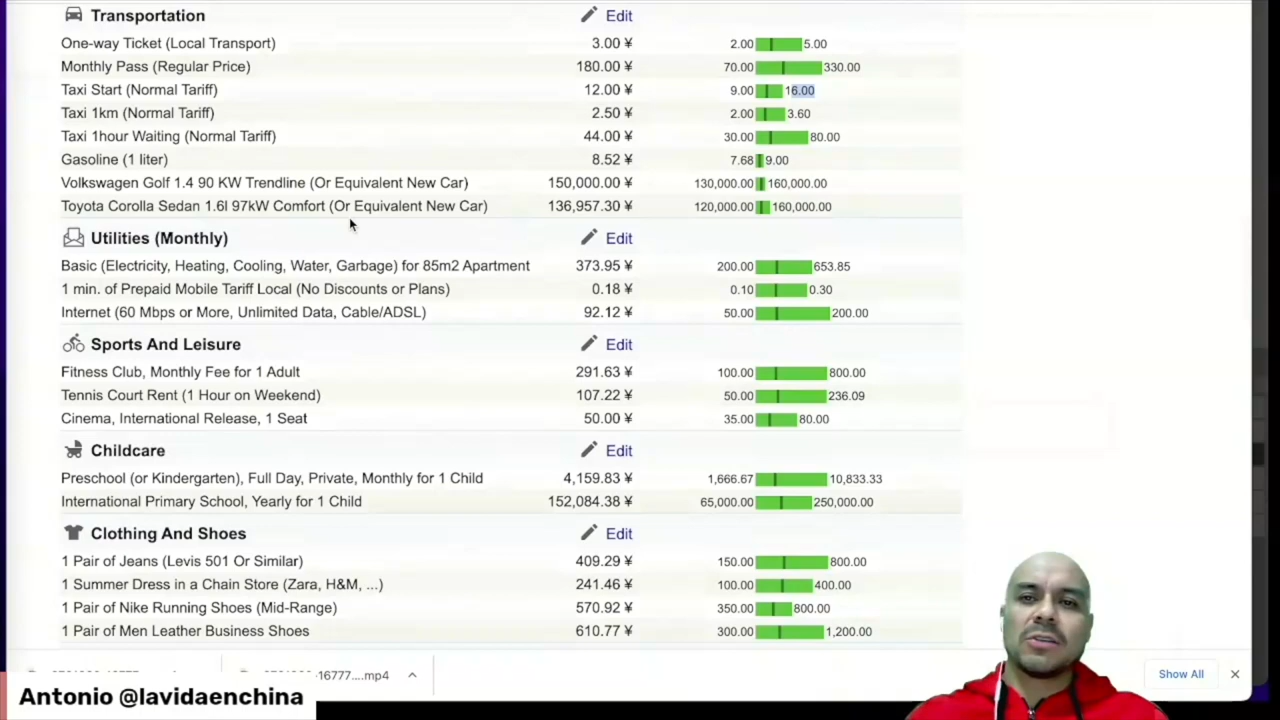 Transportation Edit
One-way Ticket (Local Transport) 3.00 ¥ 2.00 5.00
Monthly Pass (Regular Price) 180.00 ¥ 70.00 330.00
Taxi Start (Normal Tariff) 12.00 ¥ 9.00 16.00
Taxi 1km (Normal Tariff) 2.50 ¥ 2.00 3.60
Taxi 1hour Waiting (Normal Tariff) 44.00 ¥ 30.00 80.00
Gasoline (1 liter) 8.52 ¥ 7.68 9.00
Volkswagen Golf 1.4 90 KW Trendline (Or Equivalent New Car) 150,000.00 ¥ 130,000.00 160,000.00
Toyota Corolla Sedan 1.6l 97kW Comfort (Or Equivalent New Car) 136,957.30 ¥ 120,000.00 160,000.00
Utilities (Monthly) Edit
Basic (Electricity, Heating, Cooling, Water, Garbage) for 85m2 Apartment 373.95 ¥ 200.00 653.85
1 min. of Prepaid Mobile Tariff Local (No Discounts or Plans) 0.18 ¥ 0.10 0.30
Internet (60 Mbps or More, Unlimited Data, Cable/ADSL) 92.12 ¥ 50.00 200.00
Sports And Leisure Edit
Fitness Club, Monthly Fee for 1 Adult 291.63 ¥ 100.00 800.00
Tennis Court Rent (1 Hour on Weekend) 107.22 ¥ 50.00 236.09
Cinema, International Release, 1 Seat 50.00 ¥ 35.00 80.00
Childcare Edit
Preschool (or Kindergarten), Full Day, Private, Monthly for 1 Child 4,159.83 ¥ 1,666.67 10,833.33
International Primary School, Yearly for 1 Child 152,084.38 ¥ 65,000.00 250,000.00
Clothing And Shoes Edit
1 Pair of Jeans (Levis 501 Or Similar) 409.29 ¥ 150.00 800.00
1 Summer Dress in a Chain Store (Zara, H&M, ...) 241.46 ¥ 100.00 400.00
1 Pair of Nike Running Shoes (Mid-Range) 570.92 ¥ 350.00 800.00
1 Pair of Men Leather Business Shoes 610.77 ¥ 300.00 1,200.00
16777....mp4 Show All
Antonio @lavidaenchina